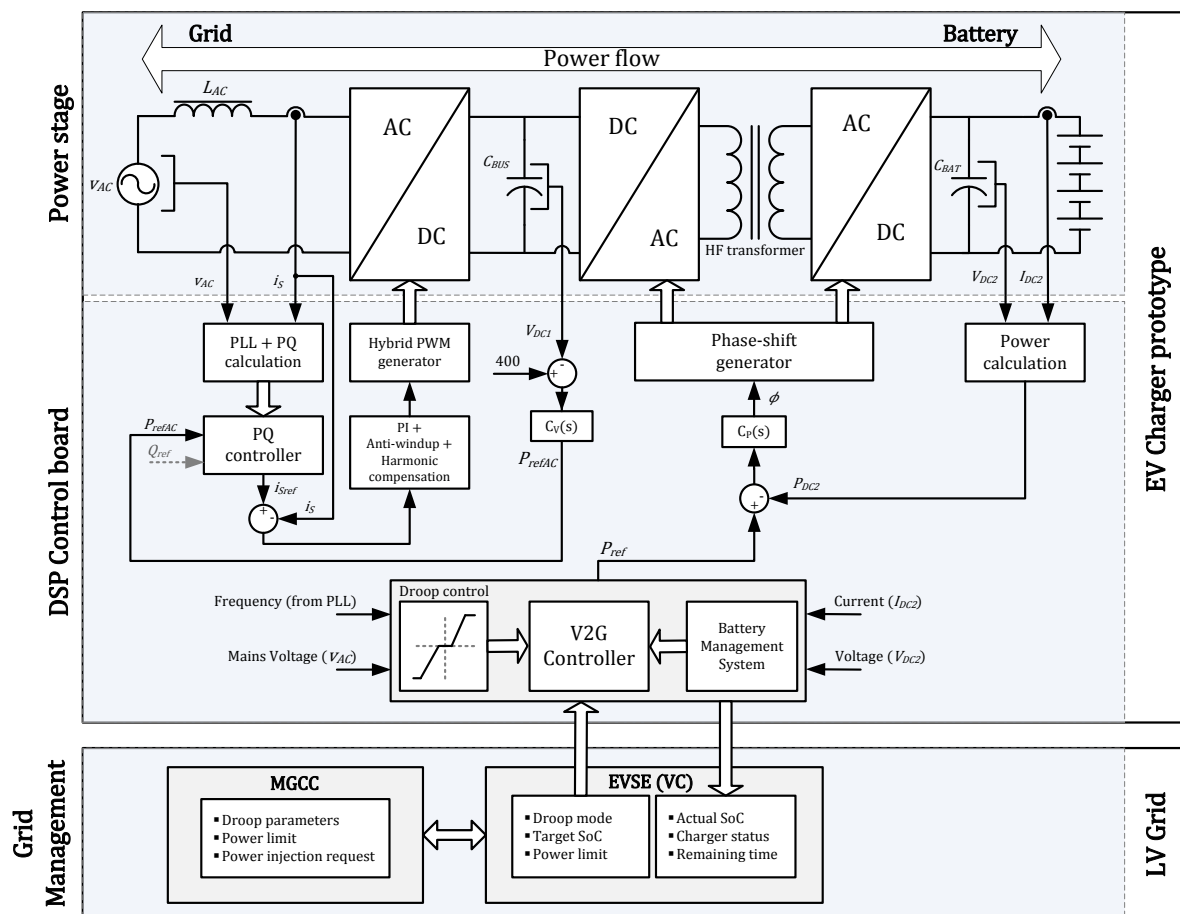 Grid
Battery
Power flow
Power stage
L_AC
v_AC
AC
DC
C_BUS
DC
AC
HF transformer
AC
DC
C_BAT
v_AC
i_S
V_DC1
V_DC2
I_DC2
EV Charger prototype
DSP Control board
PLL + PQ
calculation
Hybrid PWM
generator
400
+
-
Phase-shift
generator
Power
calculation
P_refAC
Q_ref
PQ
controller
PI +
Anti-windup +
Harmonic
compensation
C_V(s)
P_refAC
ϕ
C_P(s)
i_Sref
+
-
i_S
+
-
P_DC2
P_ref
Frequency (from PLL)
Mains Voltage (v_AC)
Droop control
V2G
Controller
Battery
Management
System
Current (I_DC2)
Voltage (V_DC2)
Grid
Management
MGCC
▪ Droop parameters
▪ Power limit
▪ Power injection request
EVSE (VC)
▪ Droop mode
▪ Target SoC
▪ Power limit
▪ Actual SoC
▪ Charger status
▪ Remaining time
LV Grid